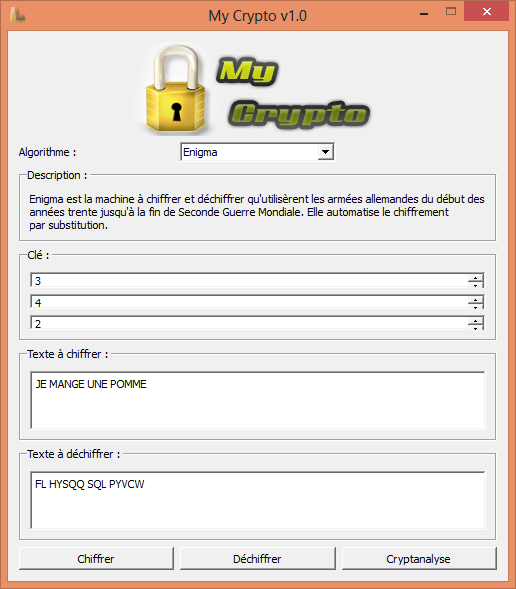 My Crypto v1.0
My
Crypto
Algorithme :
Enigma
Description :
Enigma est la machine à chiffrer et déchiffrer qu'utilisèrent les armées allemandes du début des
années trente jusqu'à la fin de Seconde Guerre Mondiale. Elle automatise le chiffrement
par substitution.
Clé :
3
4
2
Texte à chiffrer :
JE MANGE UNE POMME
Texte à déchiffrer :
FL HYSQQ SQL PYVCW
Chiffrer
Déchiffrer
Cryptanalyse